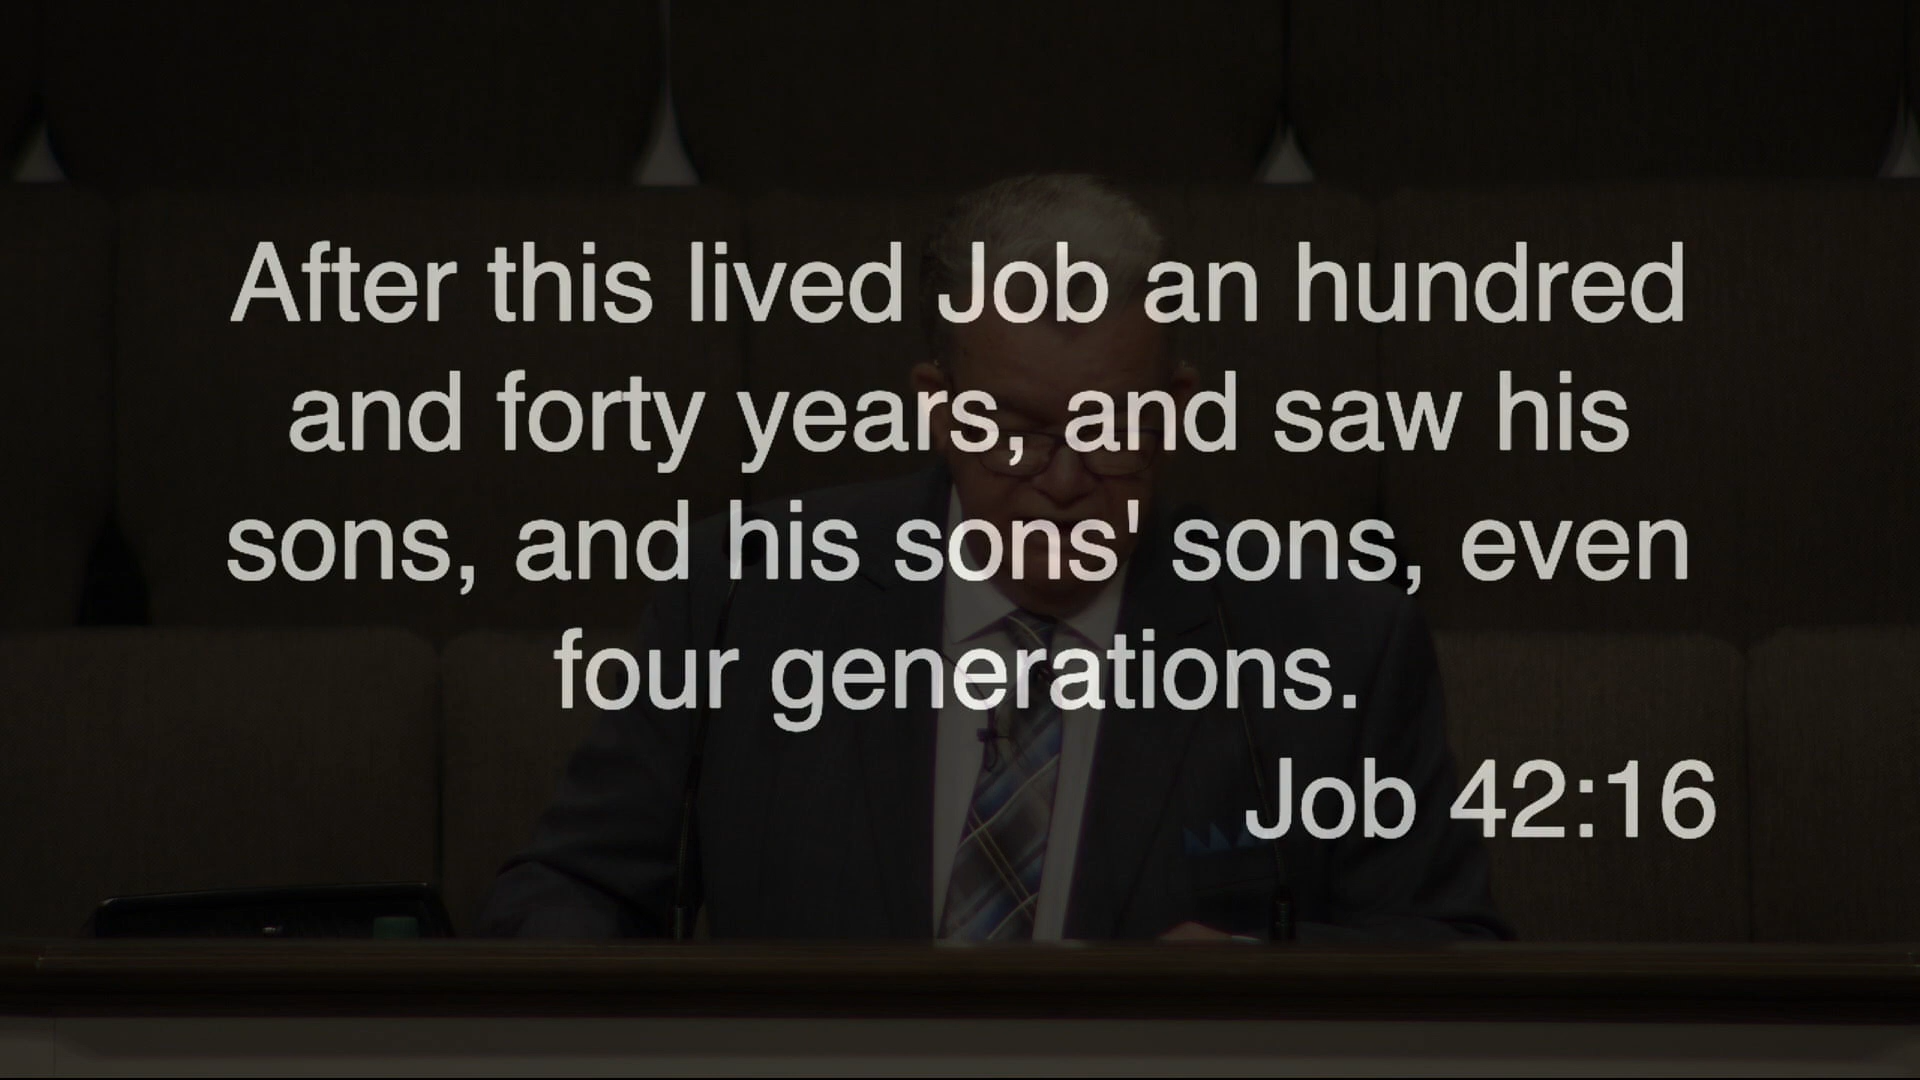 After this lived Job an hundred
and forty years, and saw his
sons, and his sons' sons, even
four generations.
Job 42:16